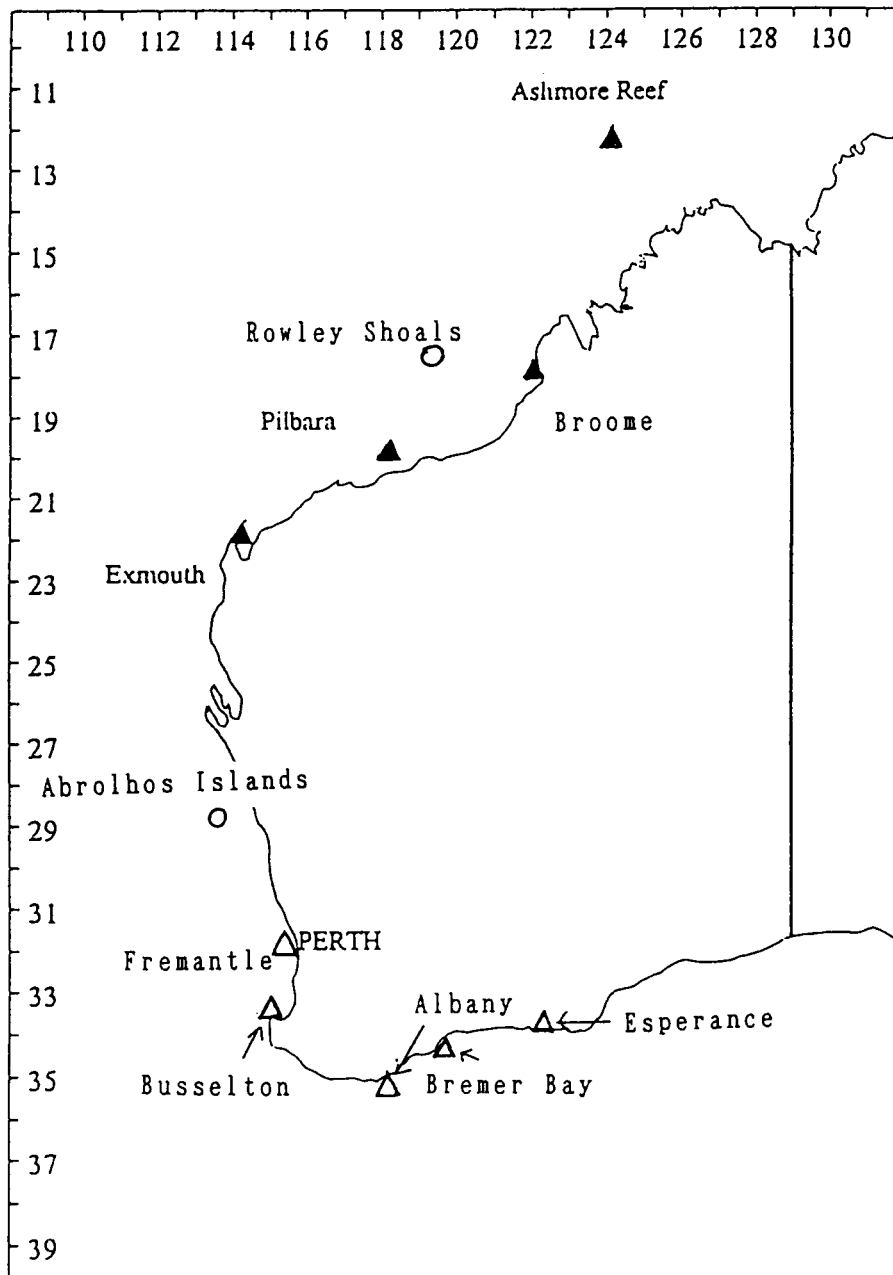 110 112 114 116 118 120 122 124 126 128 130
11
Ashmore Reef
13
15
Rowley Shoals
17
Pilbara
19
Broome
21
Exmouth
23
25
27
Abrolhos Islands
29
31
PERTH
Fremantle
33
Albany
Esperance
Busselton
35
Bremer Bay
37
39